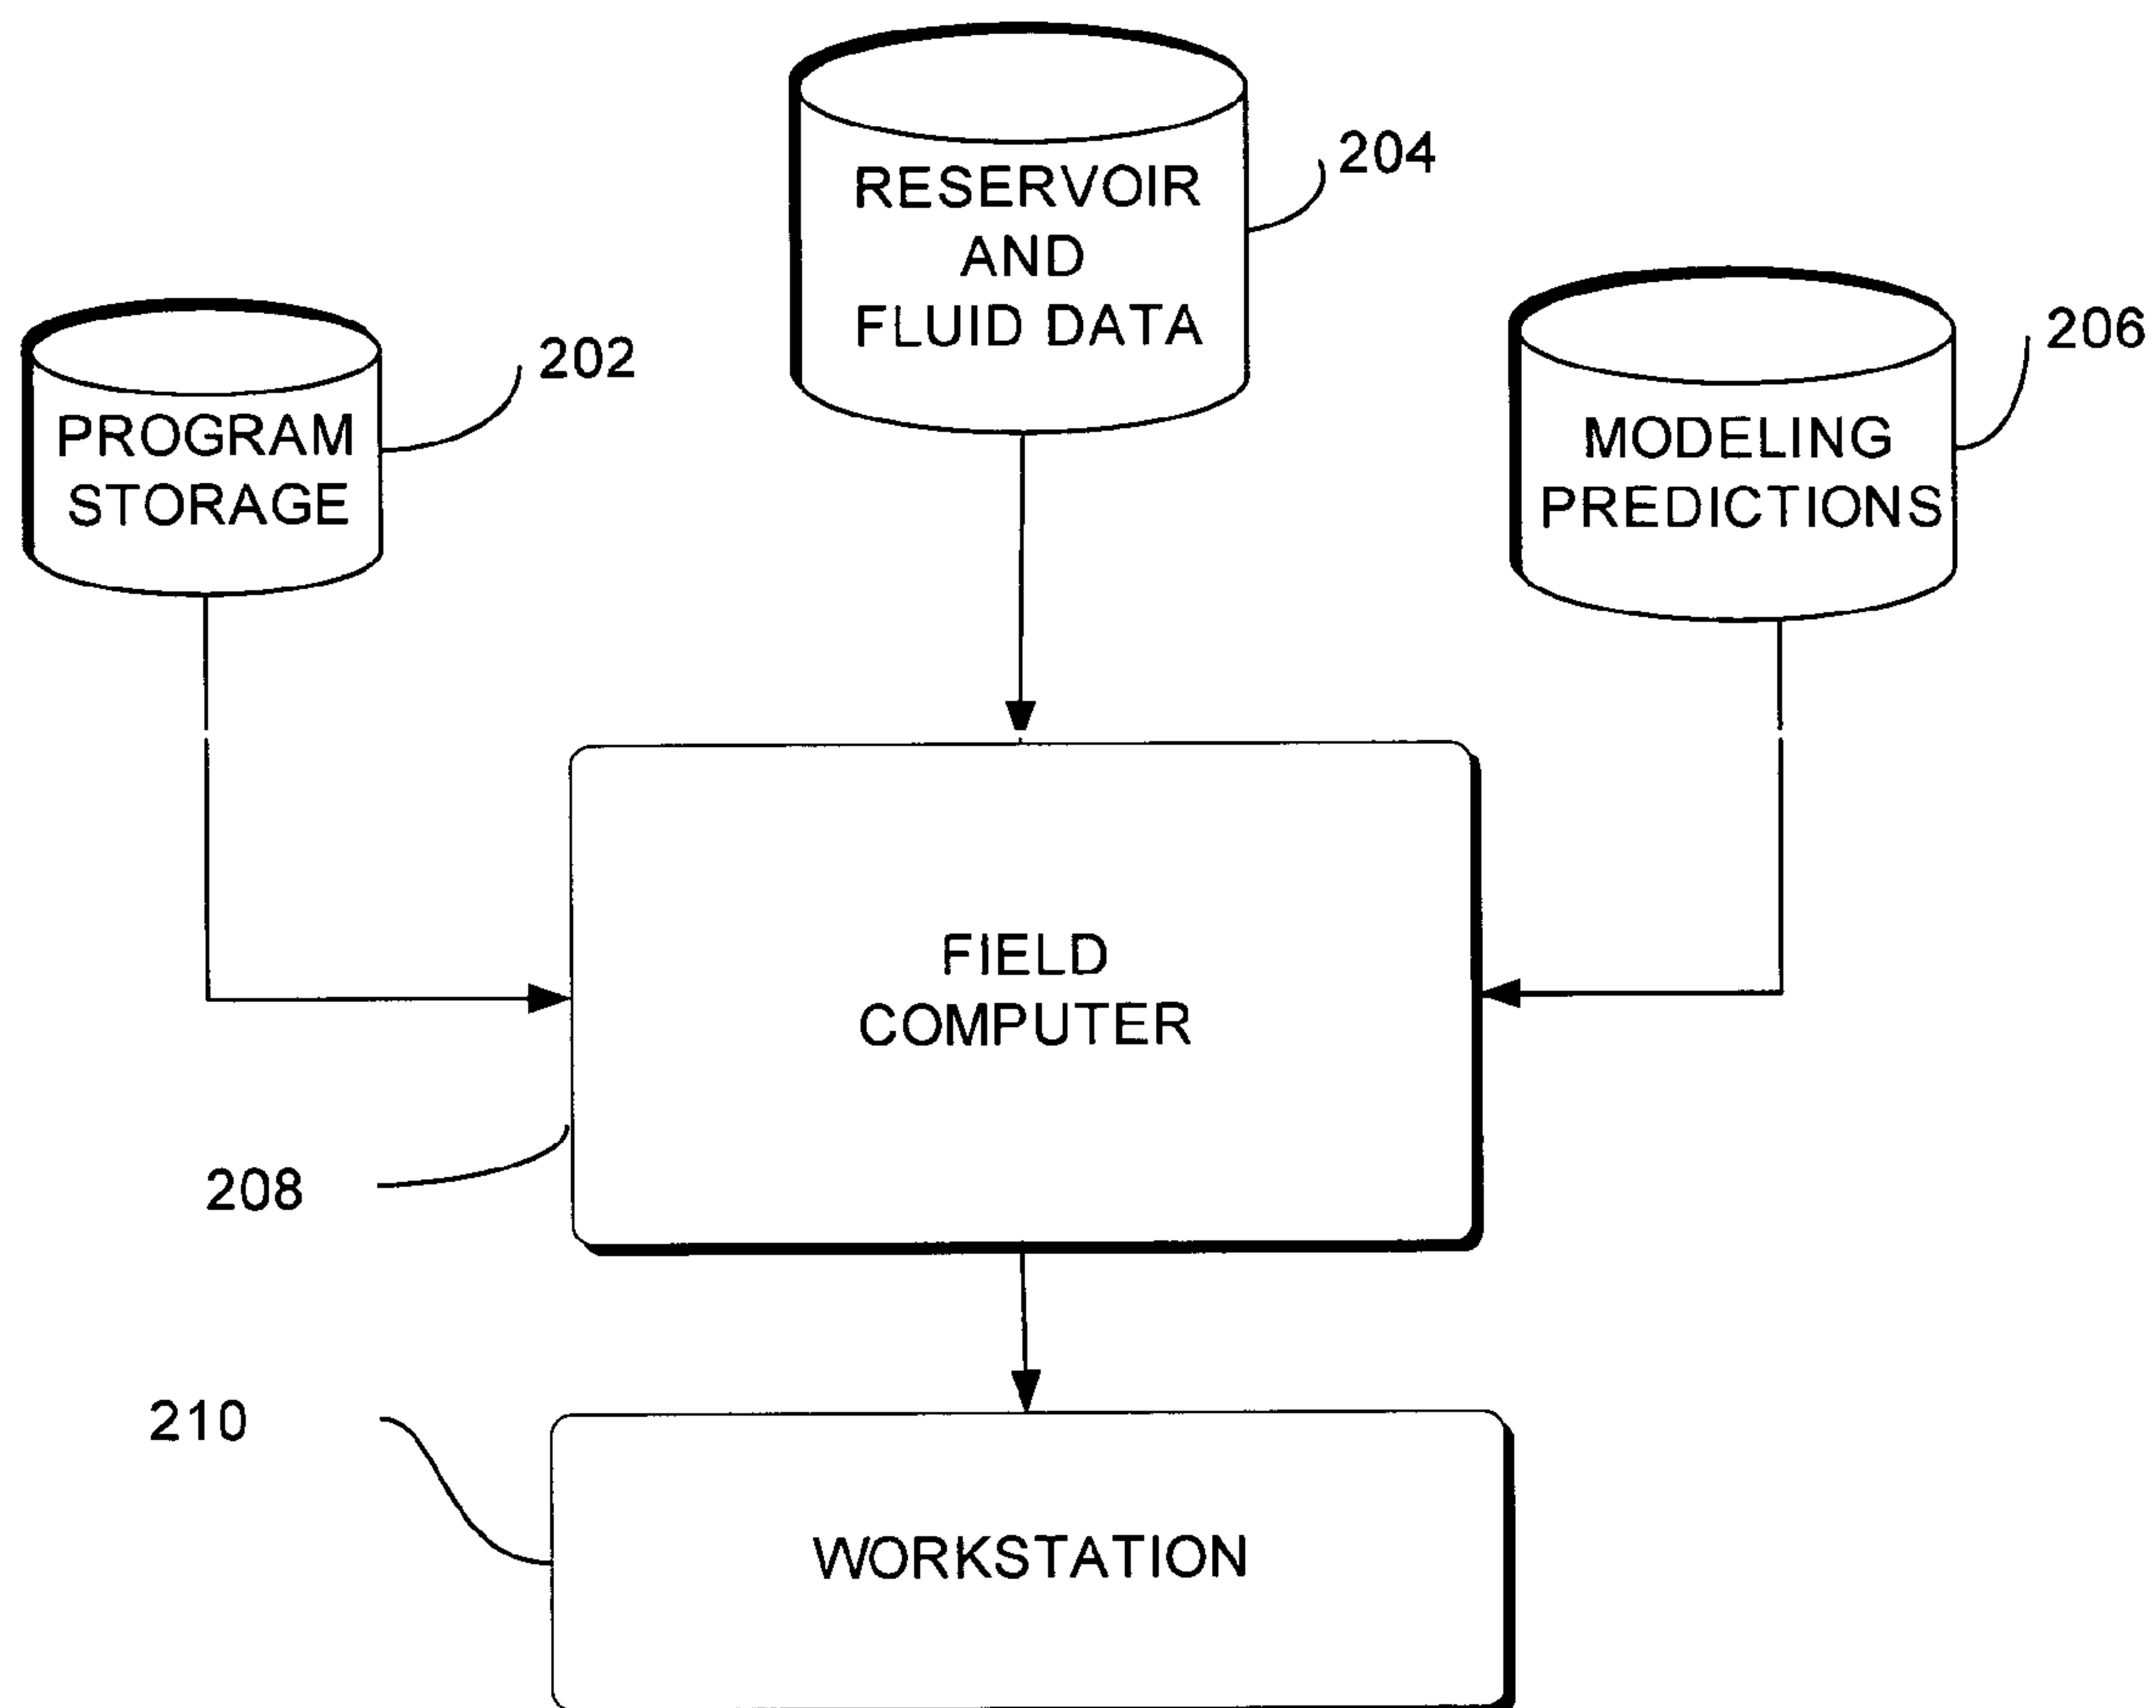 RESERVOIR
AND
FLUID DATA
204
PROGRAM
STORAGE
202
MODELING
PREDICTIONS
206
FIELD
COMPUTER
208
210
WORKSTATION